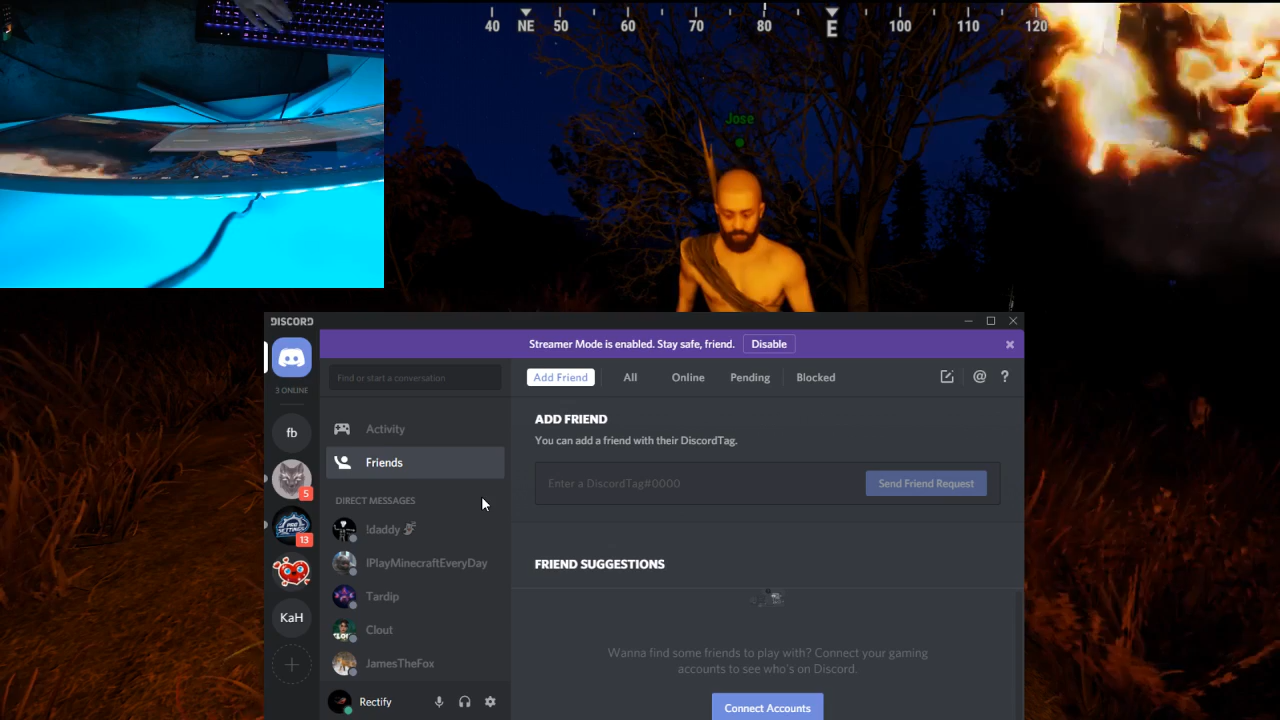 40 NE 50 60 70 80 E 100 110 120
Jose
DISCORD
Streamer Mode is enabled. Stay safe, friend. Disable
Find or start a conversation
Add Friend All Online Pending Blocked
3 ONLINE
fb
5
13
KaH
Activity
Friends
DIRECT MESSAGES
!daddy
IPlayMinecraftEveryDay
Tardip
Clout
JamesTheFox
Rectify
ADD FRIEND
You can add a friend with their DiscordTag.
Enter a DiscordTag#0000 Send Friend Request
FRIEND SUGGESTIONS
Wanna find some friends to play with? Connect your gaming
accounts to see who's on Discord.
Connect Accounts